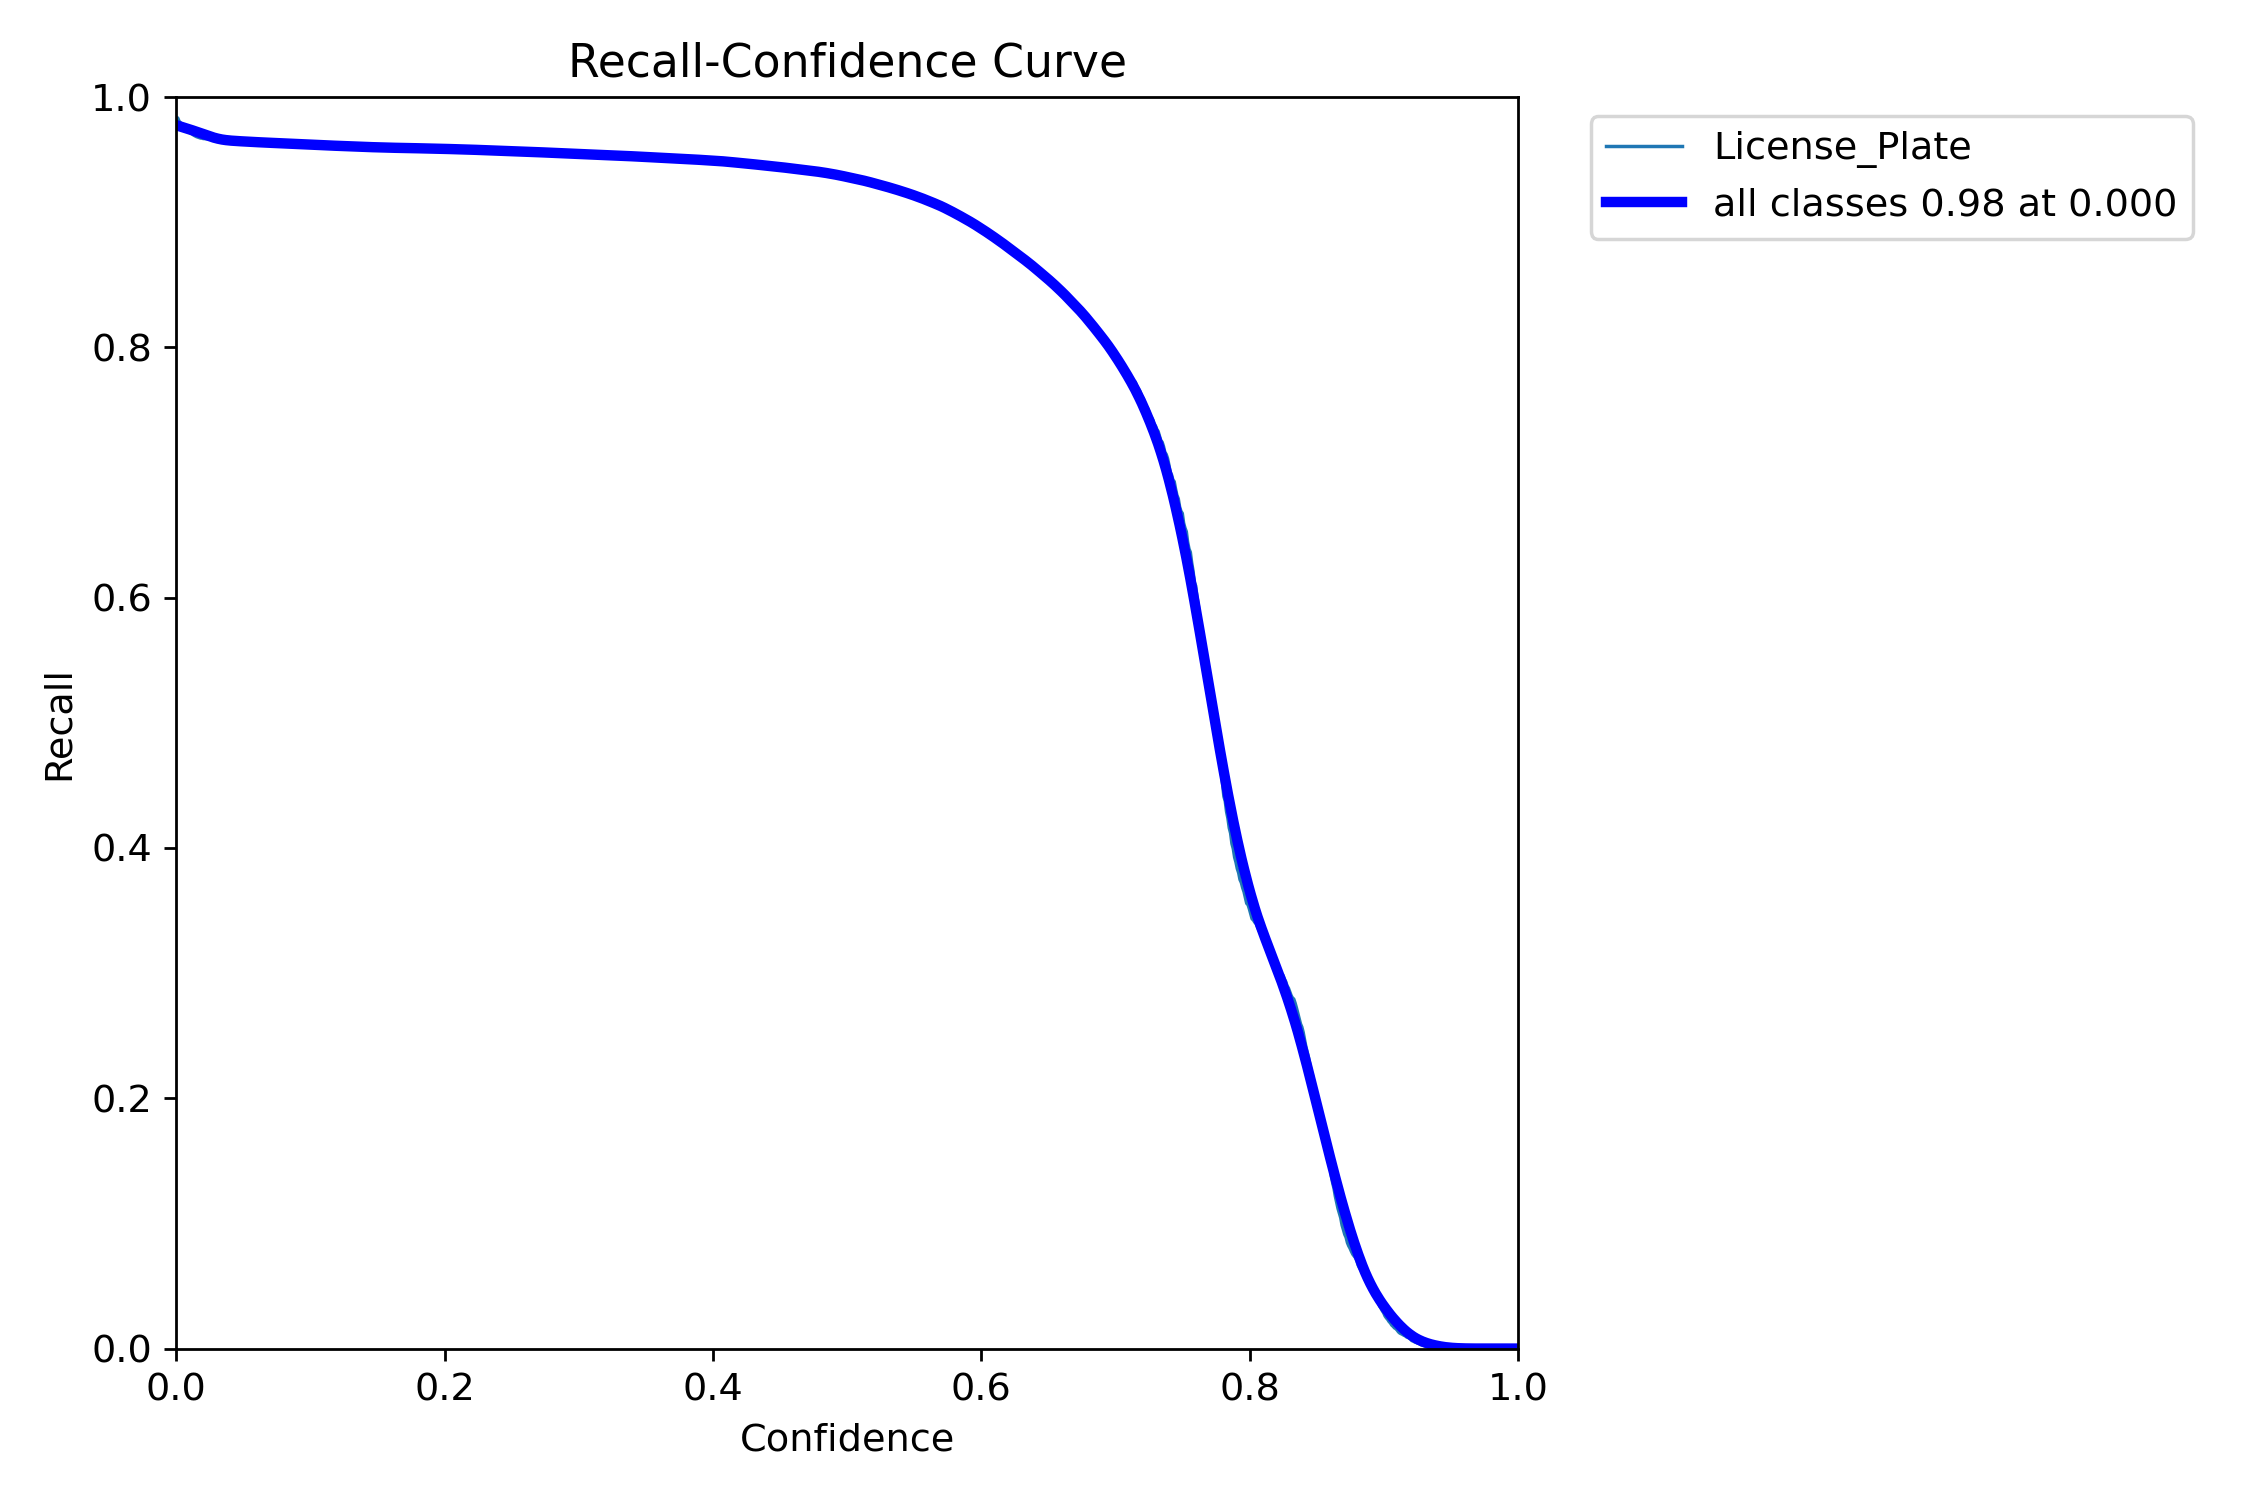 Recall-Confidence Curve
1.0
0.8
0.6
0.4
0.2
0.0
Recall
0.0 0.2 0.4 0.6 0.8 1.0
Confidence
License_Plate
all classes 0.98 at 0.000